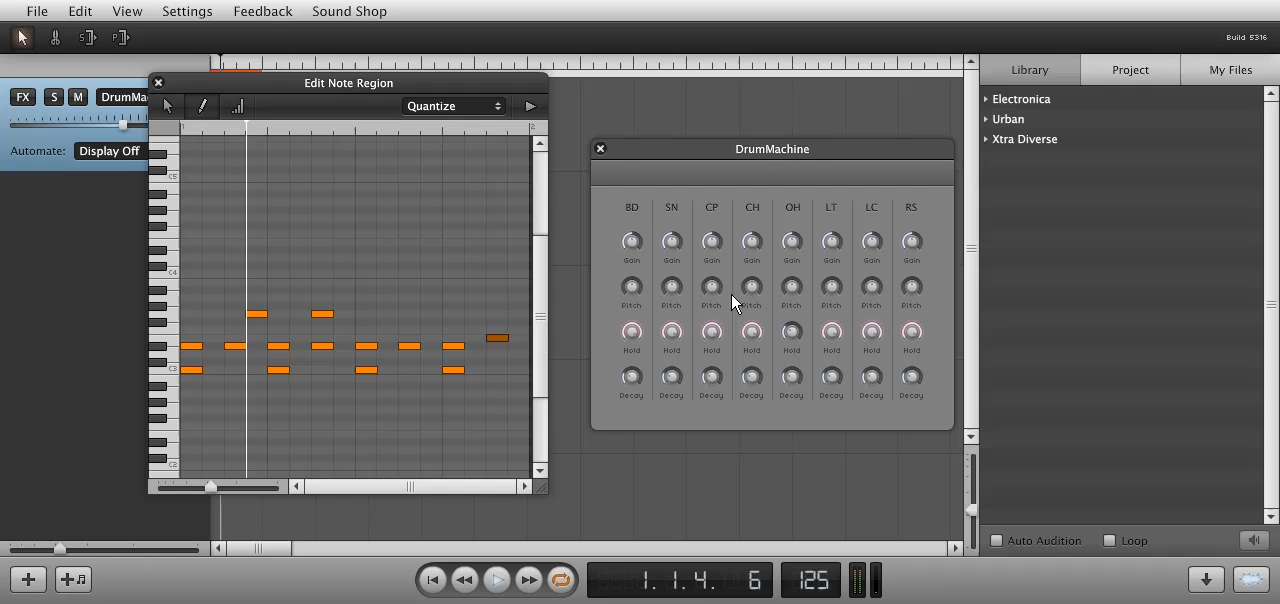 File Edit View Settings Feedback Sound Shop
S P Build 5316
Edit Note Region
Library Project My Files
FX S M DrumMa
Quantize
Electronica
Automate: Display Off
1 2
Urban
Xtra Diverse
DrumMachine
C5
BD SN CP CH OH LT LC RS
Gain Gain Gain Gain Gain Gain Gain Gain
C4
Pitch Pitch Pitch Pitch Pitch Pitch Pitch Pitch
Hold Hold Hold Hold Hold Hold Hold Hold
C3
Decay Decay Decay Decay Decay Decay Decay Decay
C2
Auto Audition Loop
1. 1. 4. 6 125